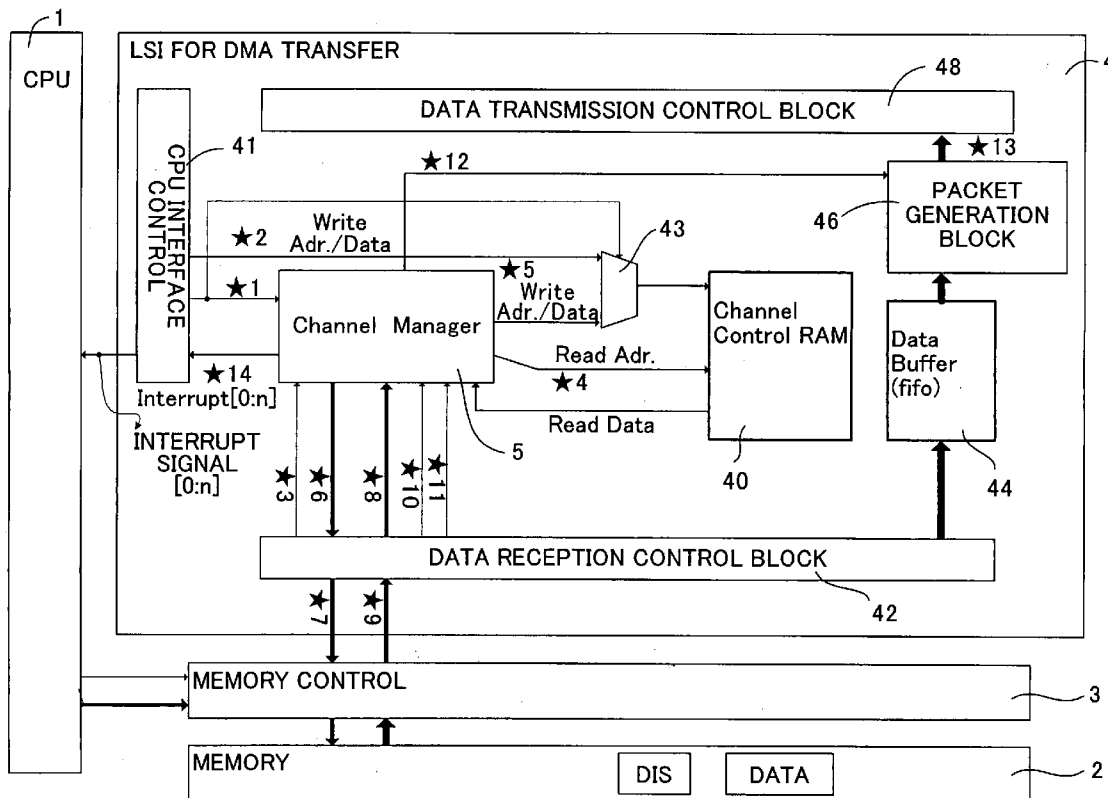 1
CPU
LSI FOR DMA TRANSFER
4
48
DATA TRANSMISSION CONTROL BLOCK
41
CPU INTERFACE
CONTROL
★12
★13
46
PACKET
GENERATION
BLOCK
★2
Write
Adr./Data
43
★1
★5
Write
Adr./Data
Channel Manager
Channel
Control RAM
Data
Buffer
(fifo)
Read Adr.
★4
★14
Interrupt[0:n]
Read Data
INTERRUPT
SIGNAL
[0:n]
5
40
44
★3
★6
★8
★10
★11
DATA RECEPTION CONTROL BLOCK
42
★7
★9
MEMORY CONTROL
3
MEMORY
DIS
DATA
2